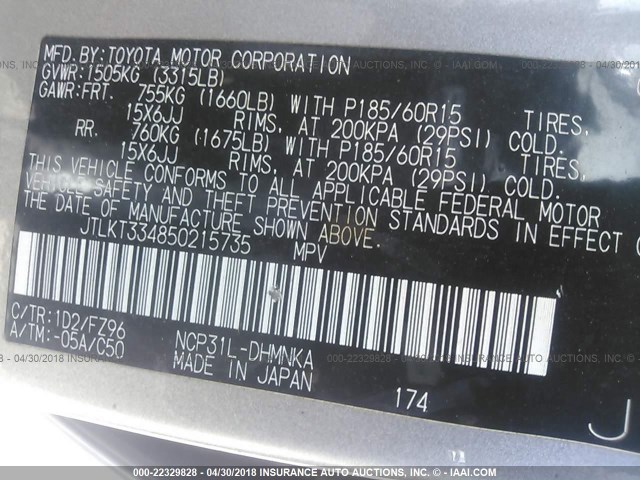 MFD.BY:TOYOTA MOTOR CORPORATION
GVWR:1505KG (3315LB)
GAWR:FRT. 755KG (1660LB) WITH P185/60R15 TIRES,
15X6JJ RIMS, AT 200KPA (29PSI) COLD.
RR. 760KG (1675LB) WITH P185/60R15 TIRES,
15X6JJ RIMS, AT 200KPA (29PSI) COLD.
THIS VEHICLE CONFORMS TO ALL APPLICABLE FEDERAL MOTOR
VEHICLE SAFETY AND THEFT PREVENTION STANDARDS IN EFFECT
THE DATE OF MANUFACTURE SHOWN ABOVE.
JTLKT334850215735 MPV
C/TR:1D2/FZ96
A/TM:-05A/C50
NCP31L-DHMNKA
MADE IN JAPAN
174
J
000-22329828 - 04/30/2018 INSURANCE AUTO AUCTIONS, INC. (C) - IAAI.COM